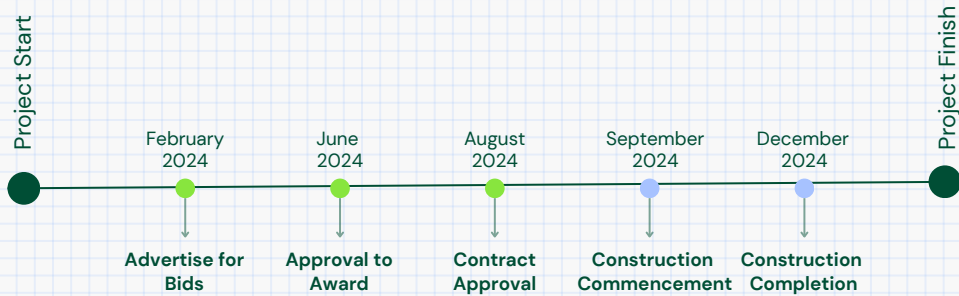 Project Start
Project Finish
February
2024
June
2024
August
2024
September
2024
December
2024
Advertise for
Bids
Approval to
Award
Contract
Approval
Construction
Commencement
Construction
Completion